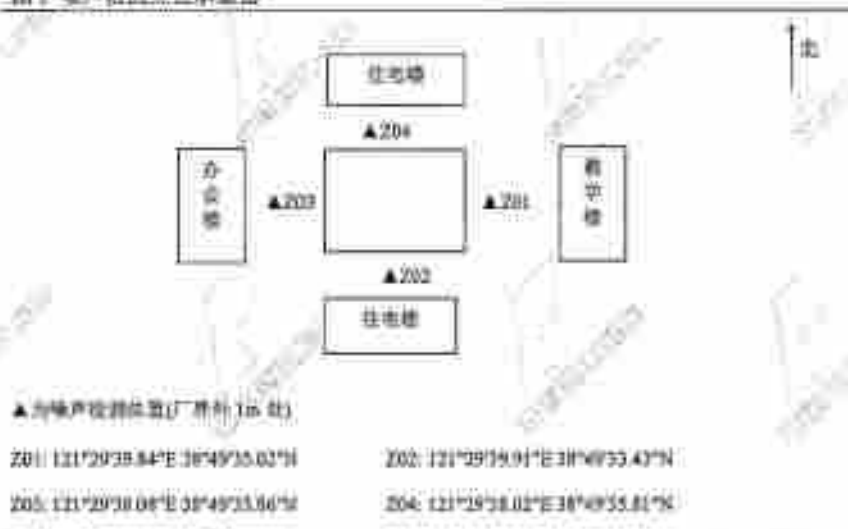 北
住宅楼
▲Z04
办公楼
▲Z03
▲Z01
教学楼
▲Z02
住宅楼
▲为噪声检测位置(厂界外 1m 处)
Z01: 121°29'39.84"E 38°49'35.02"N
Z02: 121°29'39.91"E 38°49'33.43"N
Z03: 121°29'38.08"E 38°49'33.86"N
Z04: 121°29'38.02"E 38°49'35.81"N